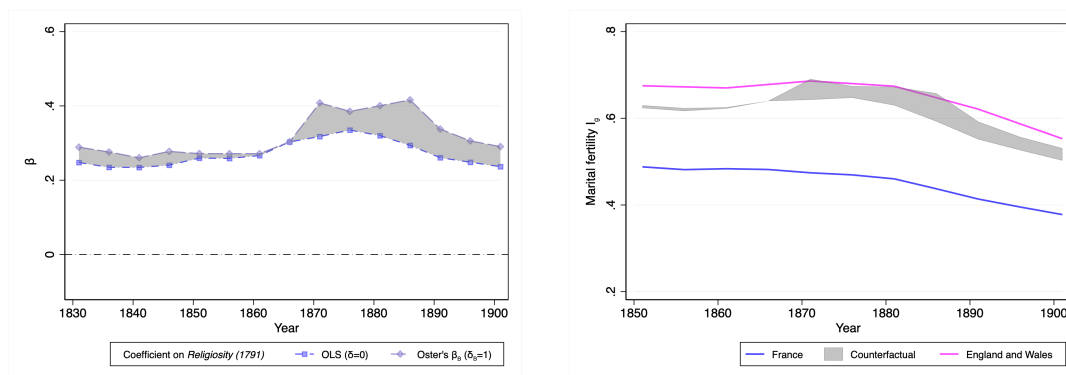 .6
.4
β
.2
0
1830 1840 1850 1860 1870 1880 1890 1900
Year
Coefficient on Religiosity (1791) OLS (δ=0) Oster's βB (δB=1)
.8
.6
Marital fertility Ig
.4
.2
1850 1860 1870 1880 1890 1900
Year
France Counterfactual England and Wales